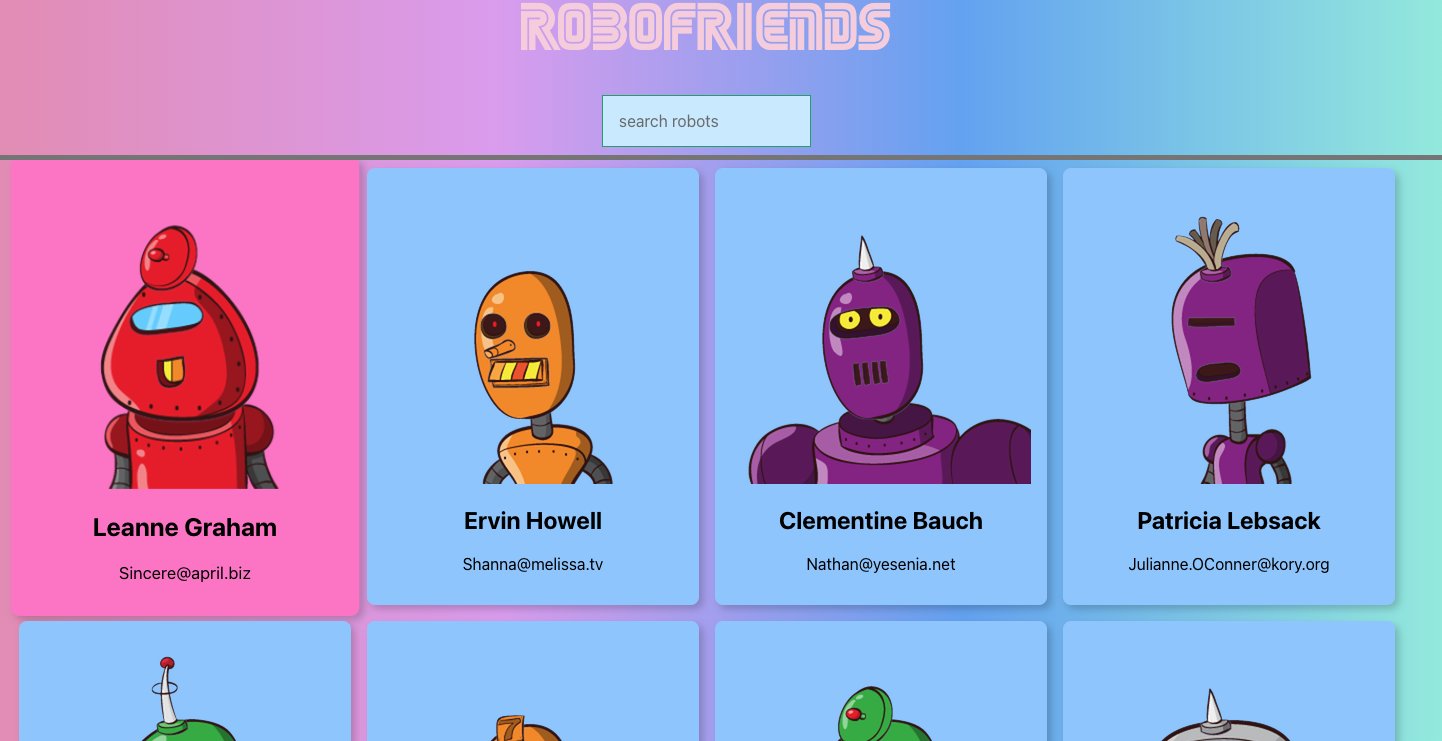 ROBOFRIENDS
search robots
Leanne Graham
Sincere@april.biz
Ervin Howell
Shanna@melissa.tv
Clementine Bauch
Nathan@yesenia.net
Patricia Lebsack
Julianne.OConner@kory.org
7